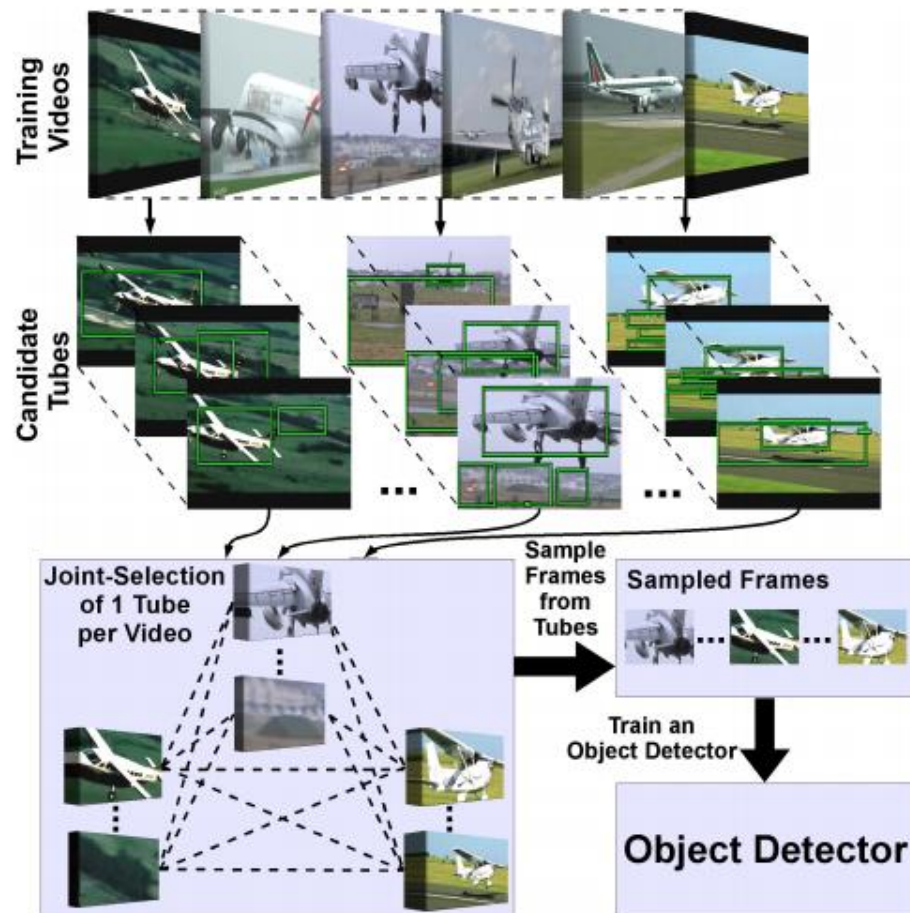 Training
Videos
Candidate
Tubes
...
...
Joint-Selection
of 1 Tube
per Video
Sample
Frames
from
Tubes
Sampled Frames
... ...
Train an
Object Detector
Object Detector